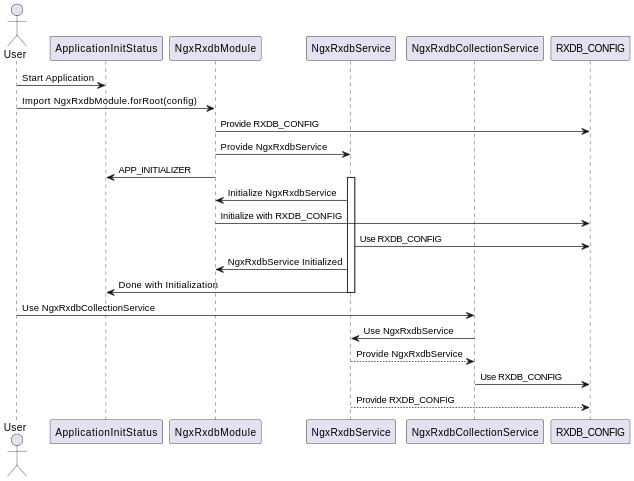 User
ApplicationInitStatus NgxRxdbModule NgxRxdbService NgxRxdbCollectionService RXDB_CONFIG
Start Application
Import NgxRxdbModule.forRoot(config)
Provide RXDB_CONFIG
Provide NgxRxdbService
APP_INITIALIZER
Initialize NgxRxdbService
Initialize with RXDB_CONFIG
Use RXDB_CONFIG
NgxRxdbService Initialized
Done with Initialization
Use NgxRxdbCollectionService
Use NgxRxdbService
Provide NgxRxdbService
Use RXDB_CONFIG
Provide RXDB_CONFIG
User
ApplicationInitStatus NgxRxdbModule NgxRxdbService NgxRxdbCollectionService RXDB_CONFIG